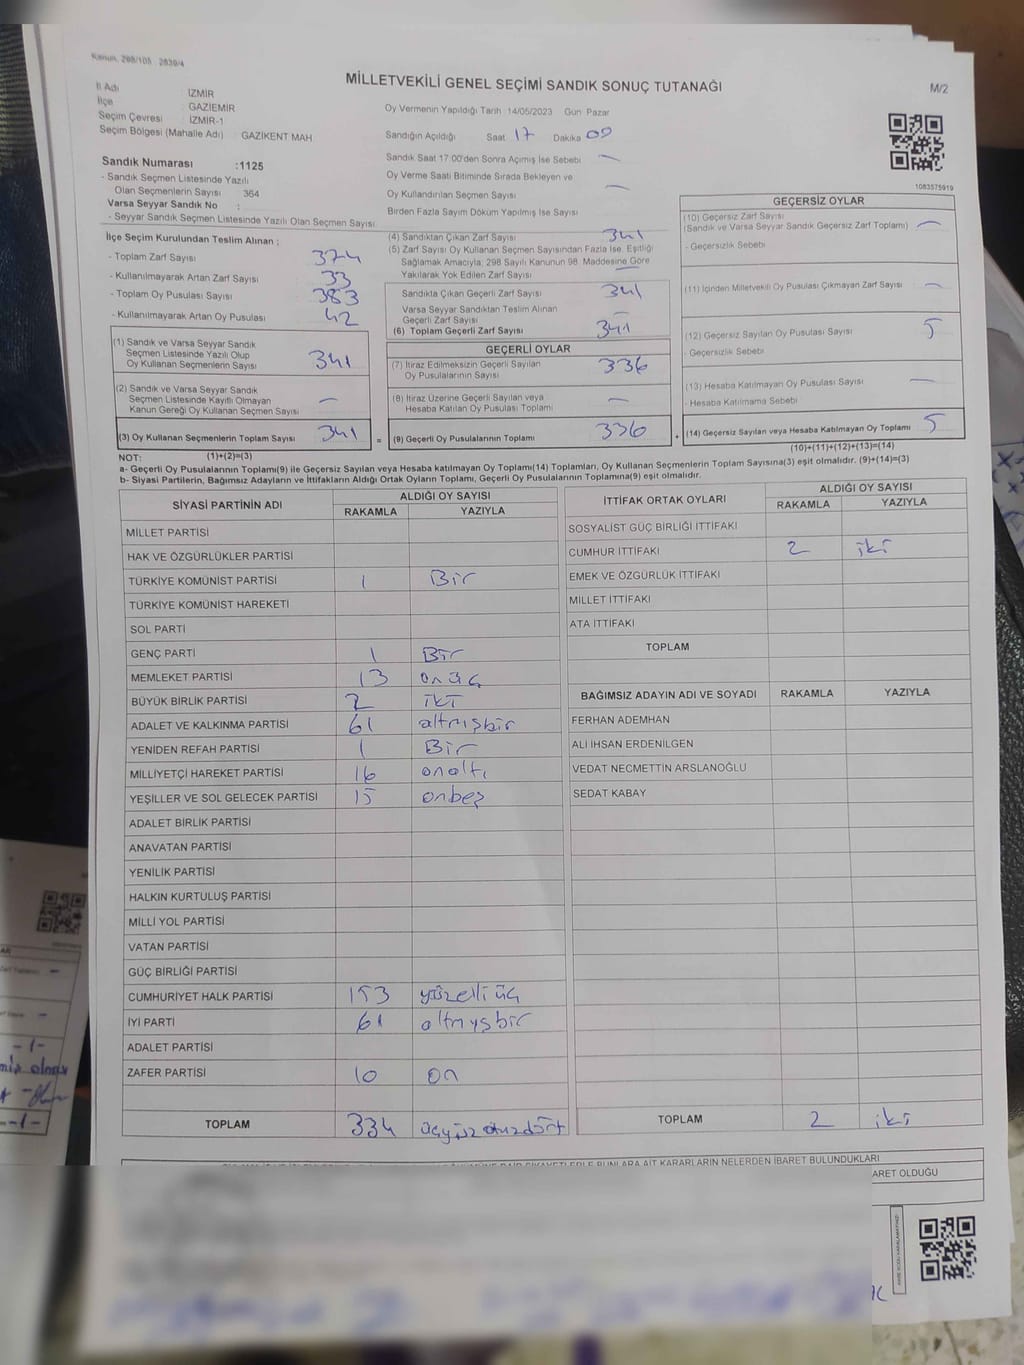 Kanun, 298/105 - 2839/4
MİLLETVEKİLİ GENEL SEÇİMİ SANDIK SONUÇ TUTANAĞI
M/2
İl Adı : İZMİR
İlçe : GAZİEMİR
Seçim Çevresi : İZMİR-1
Seçim Bölgesi (Mahalle Adı) : GAZİKENT MAH
Sandık Numarası :1125
- Sandık Seçmen Listesinde Yazılı
Olan Seçmenlerin Sayısı 364
Varsa Seyyar Sandık No :
- Seyyar Sandık Seçmen Listesinde Yazılı Olan Seçmen Sayısı
Oy Vermenin Yapıldığı Tarih 14/05/2023 Gün Pazar
Sandığın Açıldığı Saat 17 Dakika 00
Sandık Saat 17:00'den Sonra Açılmış İse Sebebi —
Oy Verme Saati Bitiminde Sırada Bekleyen ve
Oy Kullandırılan Seçmen Sayısı —
Birden Fazla Sayım Döküm Yapılmış İse Sayısı
1083575919
İlçe Seçim Kurulundan Teslim Alınan ;
- Toplam Zarf Sayısı 374
- Kullanılmayarak Artan Zarf Sayısı 33
- Toplam Oy Pusulası Sayısı 383
- Kullanılmayarak Artan Oy Pusulası 42
(1) Sandık ve Varsa Seyyar Sandık
Seçmen Listesinde Yazılı Olup
Oy Kullanan Seçmenlerin Sayısı 341
(2) Sandık ve Varsa Seyyar Sandık
Seçmen Listesinde Kayıtlı Olmayan
Kanun Gereği Oy Kullanan Seçmen Sayısı —
(3) Oy Kullanan Seçmenlerin Toplam Sayısı 341
(1)+(2)=(3)
(4) Sandıktan Çıkan Zarf Sayısı 341
(5) Zarf Sayısı Oy Kullanan Seçmen Sayısından Fazla İse, Eşitliği
Sağlamak Amacıyla; 298 Sayılı Kanunun 98. Maddesine Göre
Yakılarak Yok Edilen Zarf Sayısı —
Sandıkta Çıkan Geçerli Zarf Sayısı 341
Varsa Seyyar Sandıktan Teslim Alınan
Geçerli Zarf Sayısı
(6) Toplam Geçerli Zarf Sayısı 341
GEÇERLİ OYLAR
(7) İtiraz Edilmeksizin Geçerli Sayılan
Oy Pusulalarının Sayısı 336
(8) İtiraz Üzerine Geçerli Sayılan veya
Hesaba Katılan Oy Pusulası Toplamı —
= (9) Geçerli Oy Pusulalarının Toplamı 336
GEÇERSİZ OYLAR
(10) Geçersiz Zarf Sayısı
(Sandık ve Varsa Seyyar Sandık Geçersiz Zarf Toplamı) —
- Geçersizlik Sebebi
(11) İçinden Milletvekili Oy Pusulası Çıkmayan Zarf Sayısı —
(12) Geçersiz Sayılan Oy Pusulası Sayısı 5
- Geçersizlik Sebebi
(13) Hesaba Katılmayan Oy Pusulası Sayısı —
- Hesaba Katılmama Sebebi
+ (14) Geçersiz Sayılan veya Hesaba Katılmayan Oy Toplamı 5
(10)+(11)+(12)+(13)=(14)
NOT:
a- Geçerli Oy Pusulalarının Toplamı(9) ile Geçersiz Sayılan veya Hesaba katılmayan Oy Toplamı(14) Toplamları, Oy Kullanan Seçmenlerin Toplam Sayısına(3) eşit olmalıdır. (9)+(14)=(3)
b- Siyasi Partilerin, Bağımsız Adayların ve İttifakların Aldığı Ortak Oyların Toplamı, Geçerli Oy Pusulalarının Toplamına(9) eşit olmalıdır.
SİYASİ PARTİNİN ADI ALDIĞI OY SAYISI
RAKAMLA YAZIYLA
MİLLET PARTİSİ
HAK VE ÖZGÜRLÜKLER PARTİSİ
TÜRKİYE KOMÜNİST PARTİSİ 1 Bir
TÜRKİYE KOMÜNİST HAREKETİ
SOL PARTİ
GENÇ PARTİ 1 Bir
MEMLEKET PARTİSİ 13 onüç
BÜYÜK BİRLİK PARTİSİ 2 iki
ADALET VE KALKINMA PARTİSİ 61 altmışbir
YENİDEN REFAH PARTİSİ 1 Bir
MİLLİYETÇİ HAREKET PARTİSİ 16 onaltı
YEŞİLLER VE SOL GELECEK PARTİSİ 15 onbeş
ADALET BİRLİK PARTİSİ
ANAVATAN PARTİSİ
YENİLİK PARTİSİ
HALKIN KURTULUŞ PARTİSİ
MİLLİ YOL PARTİSİ
VATAN PARTİSİ
GÜÇ BİRLİĞİ PARTİSİ
CUMHURİYET HALK PARTİSİ 153 yüzelliüç
İYİ PARTİ 61 altmışbir
ADALET PARTİSİ
ZAFER PARTİSİ 10 on
TOPLAM 334 üçyüzotuzdört
İTTİFAK ORTAK OYLARI ALDIĞI OY SAYISI
RAKAMLA YAZIYLA
SOSYALİST GÜÇ BİRLİĞİ İTTİFAKI
CUMHUR İTTİFAKI 2 iki
EMEK VE ÖZGÜRLÜK İTTİFAKI
MİLLET İTTİFAKI
ATA İTTİFAKI
TOPLAM
BAĞIMSIZ ADAYIN ADI VE SOYADI RAKAMLA YAZIYLA
FERHAN ADEMHAN
ALİ İHSAN ERDENİLGEN
VEDAT NECMETTİN ARSLANOĞLU
SEDAT KABAY
TOPLAM 2 iki
KARARLARIN NELERDEN İBARET BULUNDUKLARI
ARET OLDUĞU